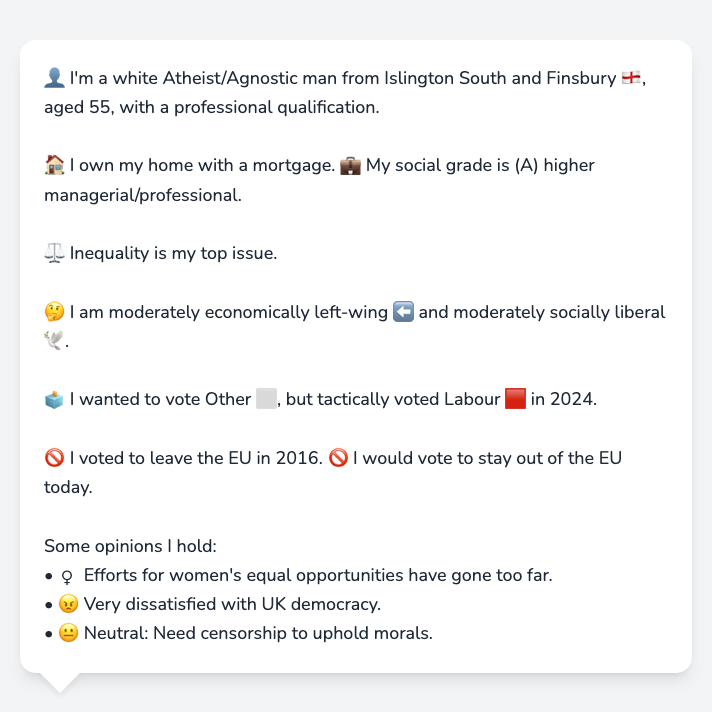 👤 I'm a white Atheist/Agnostic man from Islington South and Finsbury 🏴󠁧󠁢󠁥󠁮󠁧󠁿,
aged 55, with a professional qualification.
🏠 I own my home with a mortgage. 💼 My social grade is (A) higher
managerial/professional.
⚖️ Inequality is my top issue.
🤔 I am moderately economically left-wing ⬅️ and moderately socially liberal
🕊️.
🗳️ I wanted to vote Other ⬜, but tactically voted Labour 🟥 in 2024.
🚫 I voted to leave the EU in 2016. 🚫 I would vote to stay out of the EU
today.
Some opinions I hold:
• ♀ Efforts for women's equal opportunities have gone too far.
• 😠 Very dissatisfied with UK democracy.
• 😐 Neutral: Need censorship to uphold morals.